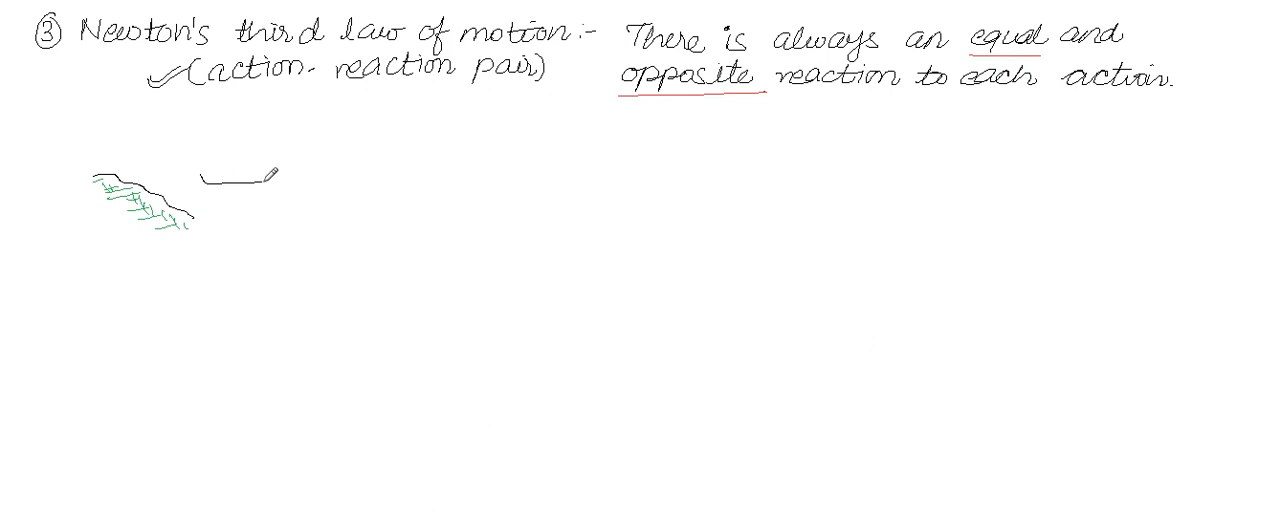 ③ Newton's third law of motion :- There is always an equal and
(action-reaction pair) opposite reaction to each action.